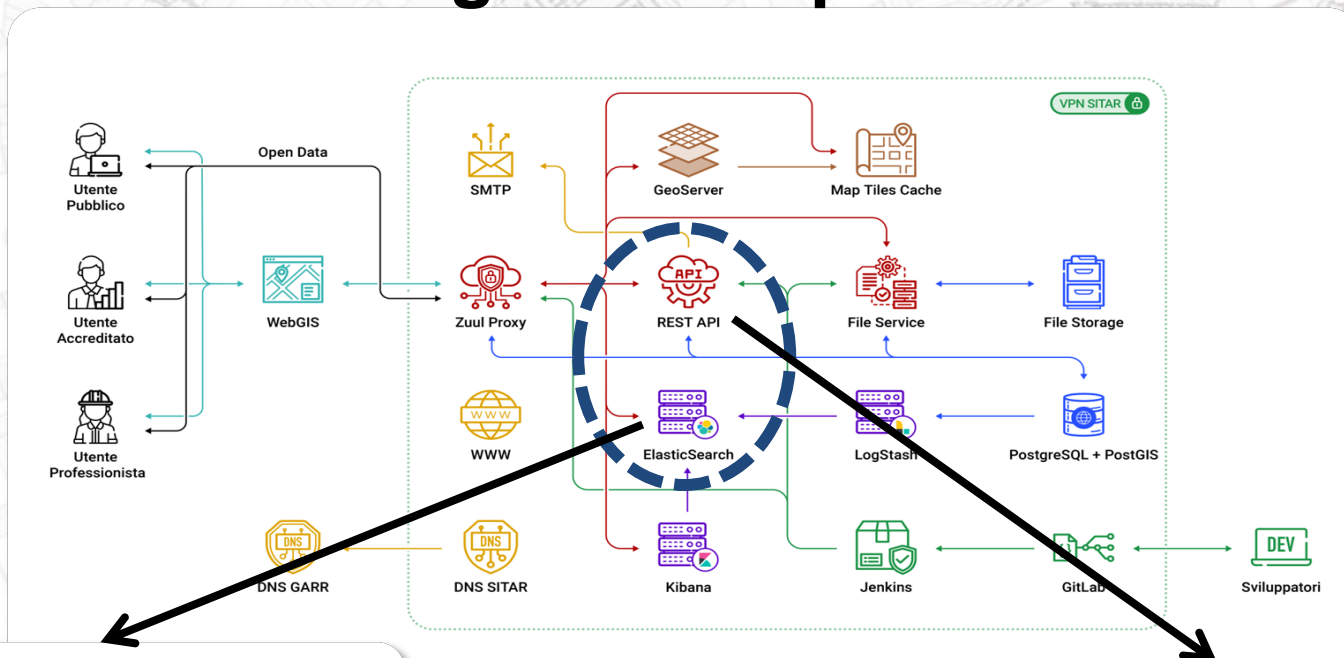 VPN SITAR
Open Data
Utente
Pubblico
SMTP
GeoServer
Map Tiles Cache
API
Utente
Accreditato
WebGIS
Zuul Proxy
REST API
File Service
File Storage
WWW
Utente
Professionista
WWW
ElasticSearch
LogStash
PostgreSQL + PostGIS
DNS
DNS
DEV
DNS GARR
DNS SITAR
Kibana
Jenkins
GitLab
Sviluppatori